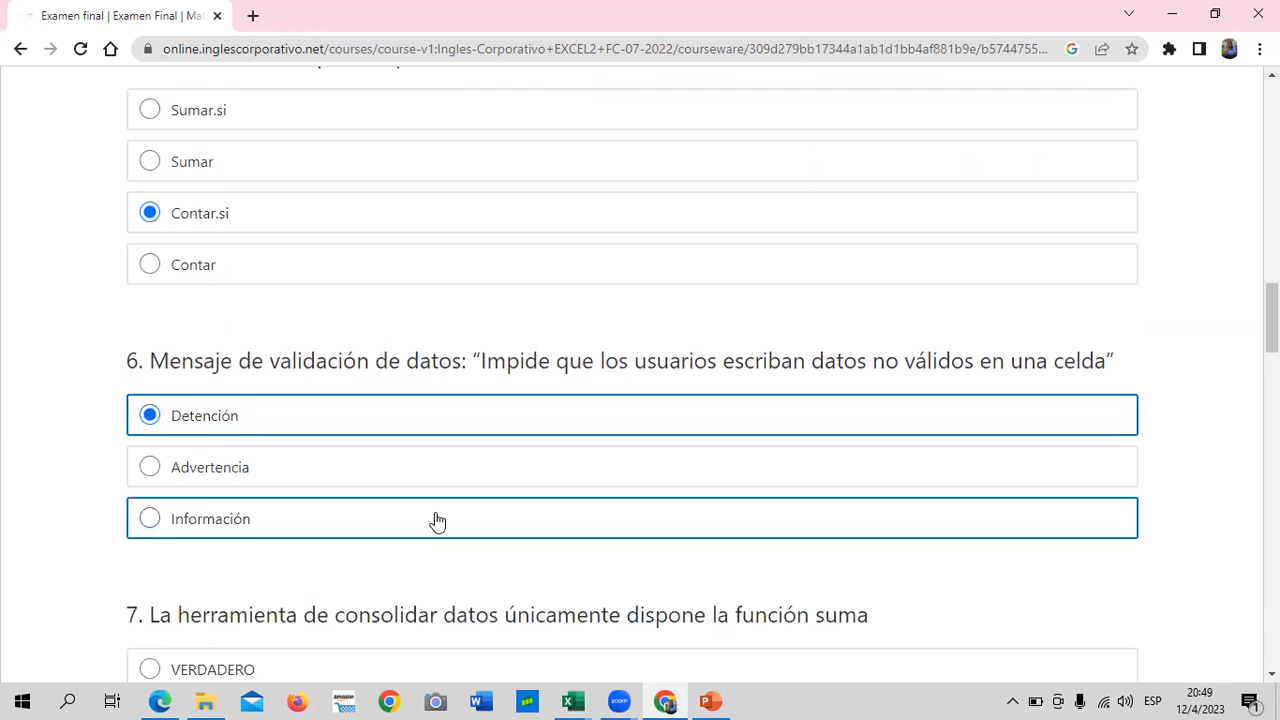 Examen final | Examen Final | Ma
online.inglescorporativo.net/courses/course-v1:Ingles-Corporativo+EXCEL2+FC-07-2022/courseware/309d279bb17344a1ab1d1bb4af881b9e/b5744755...
Sumar.si
Sumar
Contar.si
Contar
6. Mensaje de validación de datos: “Impide que los usuarios escriban datos no válidos en una celda“
Detención
Advertencia
Información
7. La herramienta de consolidar datos únicamente dispone la función suma
VERDADERO
amazon
zoom
ESP
20:49
12/4/2023